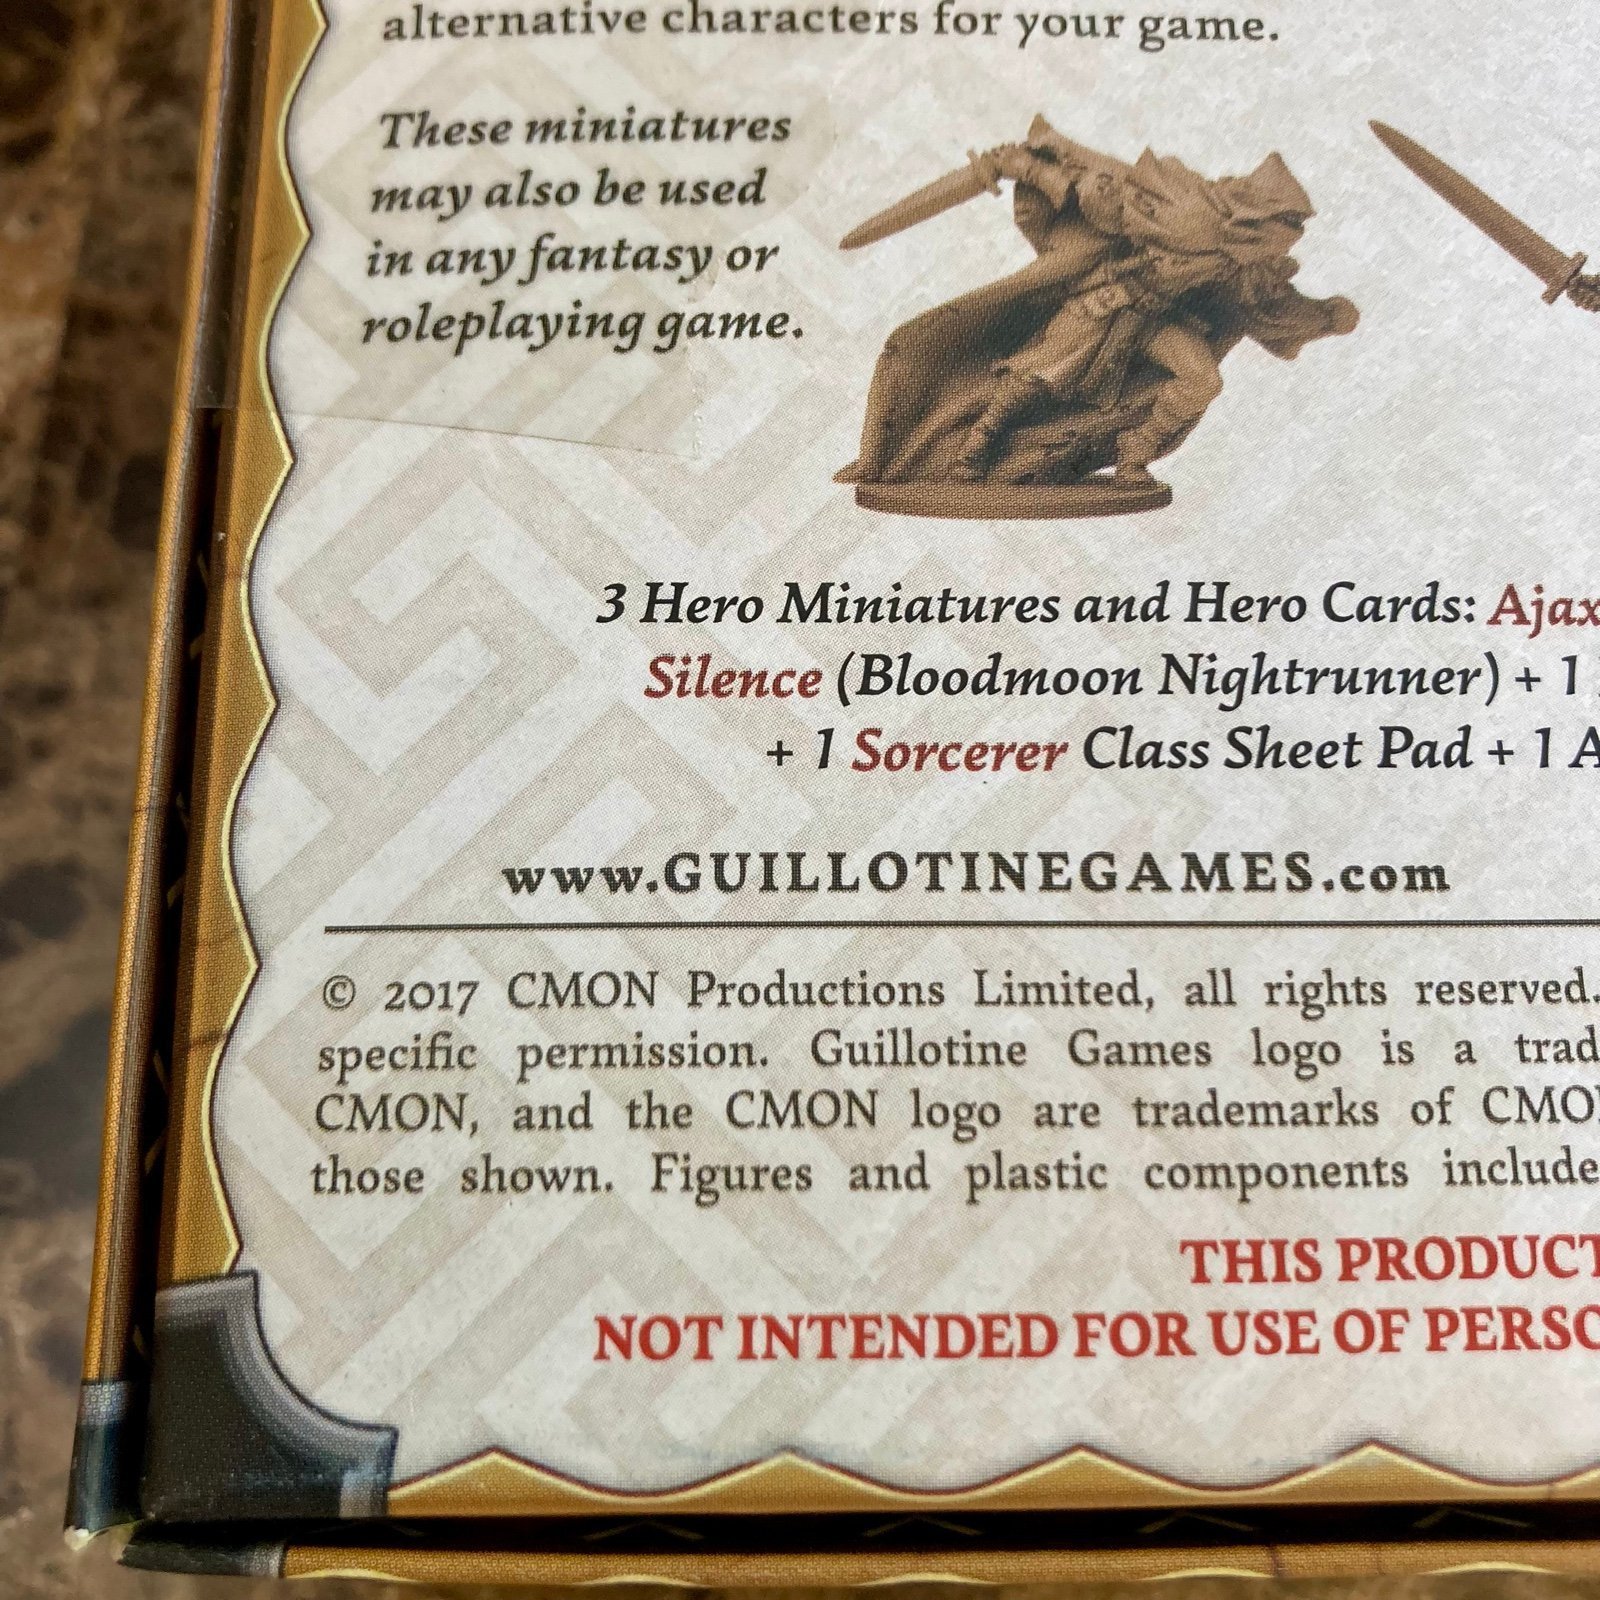 alternative characters for your game.
These miniatures
may also be used
in any fantasy or
roleplaying game.
3 Hero Miniatures and Hero Cards: Ajax
Silence (Bloodmoon Nightrunner) + 1
+ 1 Sorcerer Class Sheet Pad + 1 A
www.GUILLOTINEGAMES.com
© 2017 CMON Productions Limited, all rights reserved.
specific permission. Guillotine Games logo is a trad
CMON, and the CMON logo are trademarks of CMO
those shown. Figures and plastic components include
THIS PRODUCT
NOT INTENDED FOR USE OF PERSO